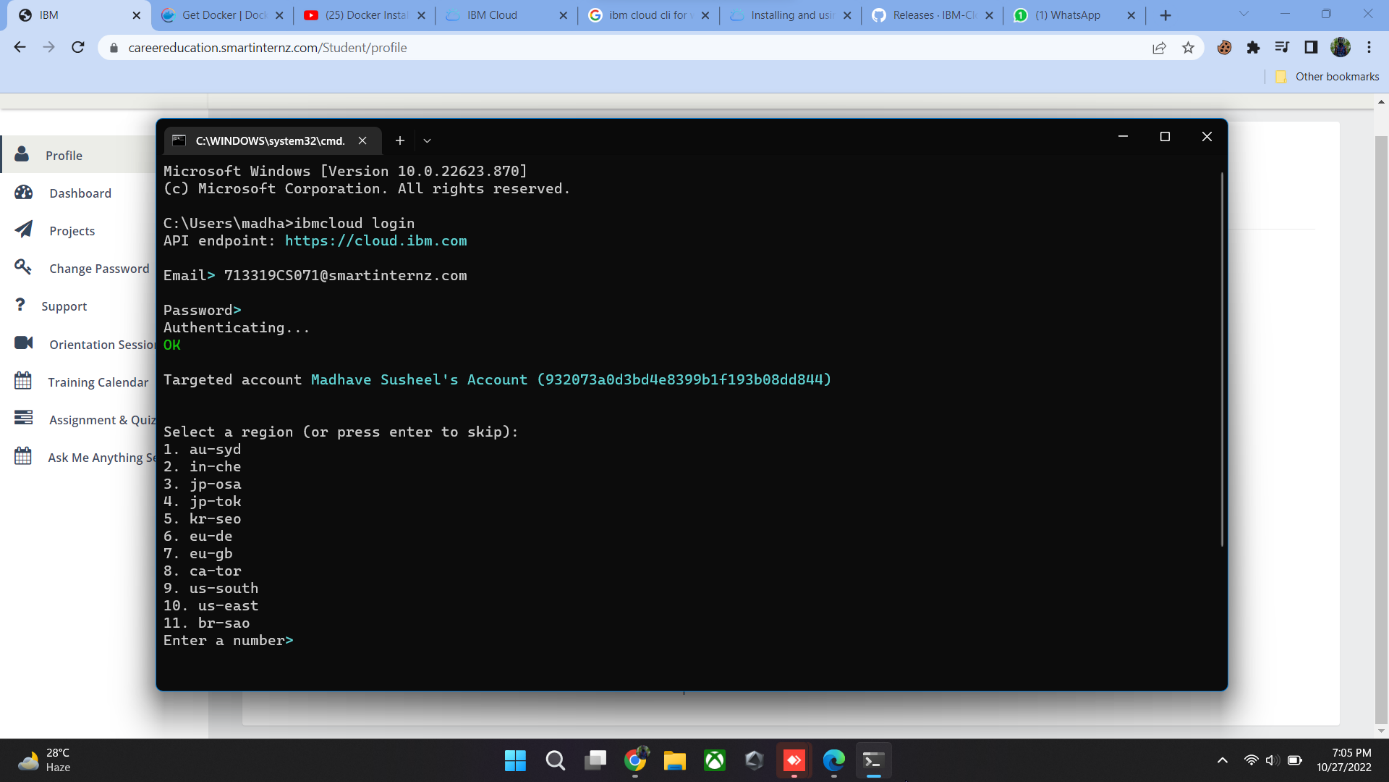 IBM
Get Docker | Doc
(25) Docker Instal
IBM Cloud
ibm cloud cli for w
Installing and usin
Releases · IBM-Cl
(1) WhatsApp
careereducation.smartinternz.com/Student/profile
Other bookmarks
Profile
Dashboard
Projects
Change Password
Support
Orientation Sessio
Training Calendar
Assignment & Quiz
Ask Me Anything Se
C:\WINDOWS\system32\cmd.
Microsoft Windows [Version 10.0.22623.870]
(c) Microsoft Corporation. All rights reserved.
C:\Users\madha>ibmcloud login
API endpoint: https://cloud.ibm.com
Email> 713319CS071@smartinternz.com
Password>
Authenticating...
OK
Targeted account Madhave Susheel's Account (932073a0d3bd4e8399b1f193b08dd844)
Select a region (or press enter to skip):
1. au-syd
2. in-che
3. jp-osa
4. jp-tok
5. kr-seo
6. eu-de
7. eu-gb
8. ca-tor
9. us-south
10. us-east
11. br-sao
Enter a number>
28°C
Haze
7:05 PM
10/27/2022